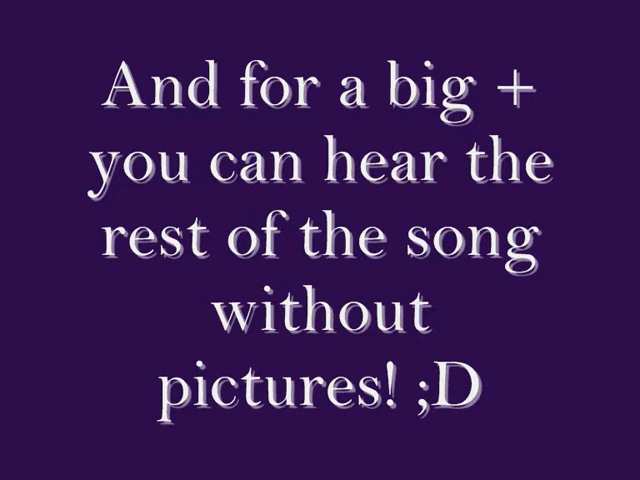 And for a big +
you can hear the
rest of the song
without
pictures! ;D